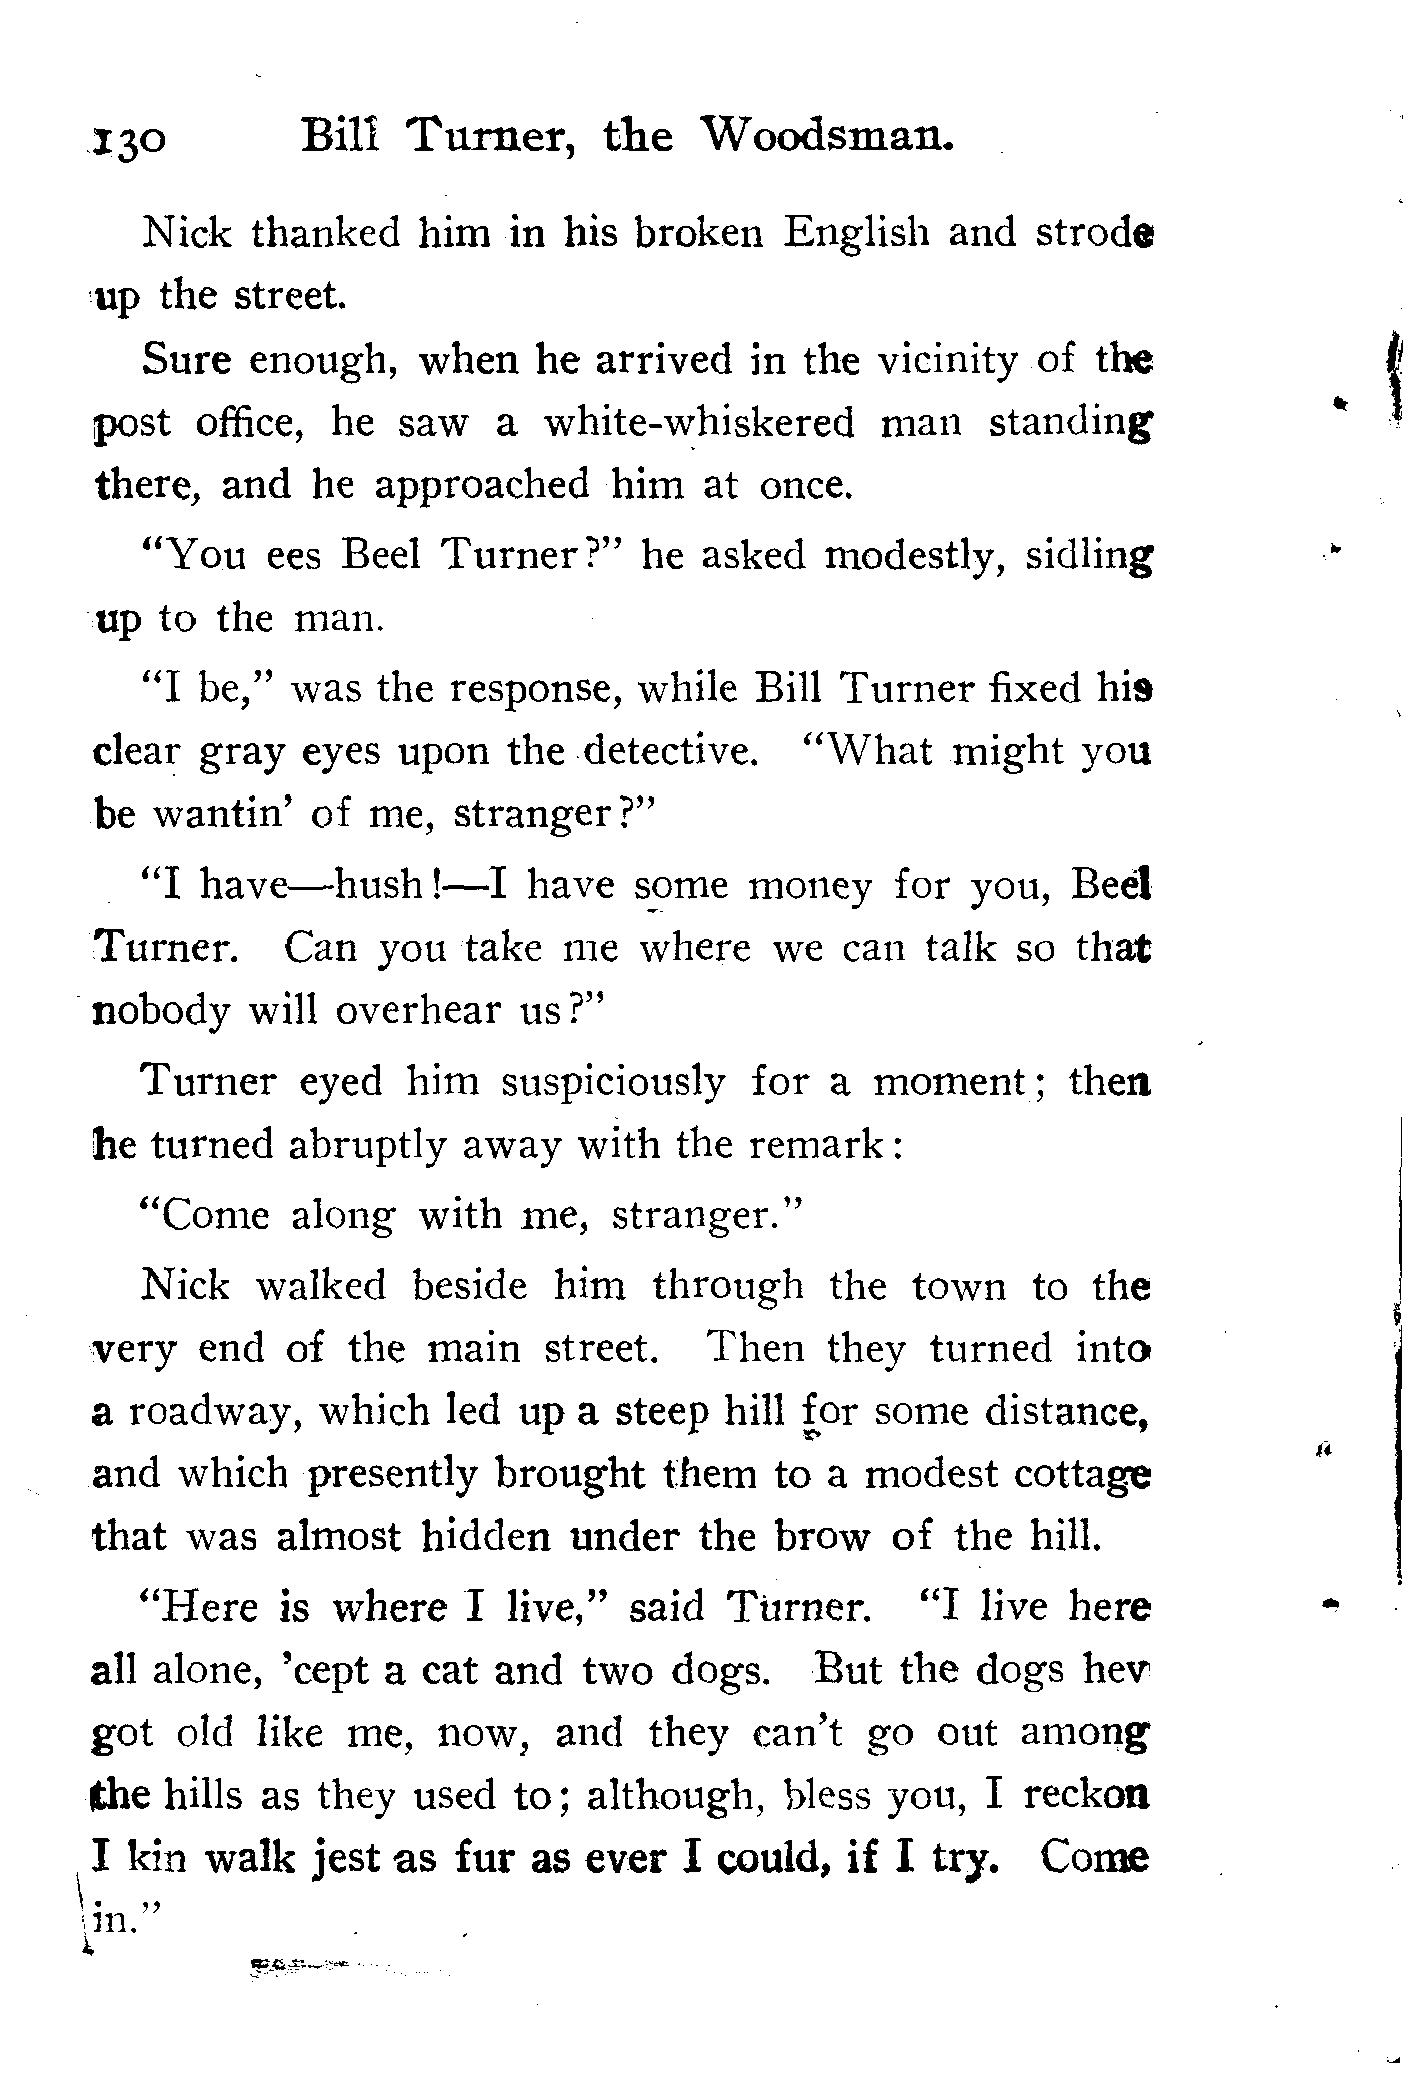 130 Bill Turner, the Woodsman.
Nick thanked him in his broken English and strode
up the street.
Sure enough, when he arrived in the vicinity of the
post office, he saw a white-whiskered man standing
there, and he approached him at once.
“You ees Beel Turner?” he asked modestly, sidling
up to the man.
“I be,” was the response, while Bill Turner fixed his
clear gray eyes upon the detective. “What might you
be wantin’ of me, stranger?”
“I have—hush!—I have some money for you, Beel
Turner. Can you take me where we can talk so that
nobody will overhear us?”
Turner eyed him suspiciously for a moment; then
he turned abruptly away with the remark:
“Come along with me, stranger.”
Nick walked beside him through the town to the
very end of the main street. Then they turned into
a roadway, which led up a steep hill for some distance,
and which presently brought them to a modest cottage
that was almost hidden under the brow of the hill.
“Here is where I live,” said Turner. “I live here
all alone, ’cept a cat and two dogs. But the dogs hev
got old like me, now, and they can’t go out among
the hills as they used to; although, bless you, I reckon
I kin walk jest as fur as ever I could, if I try. Come
in.”